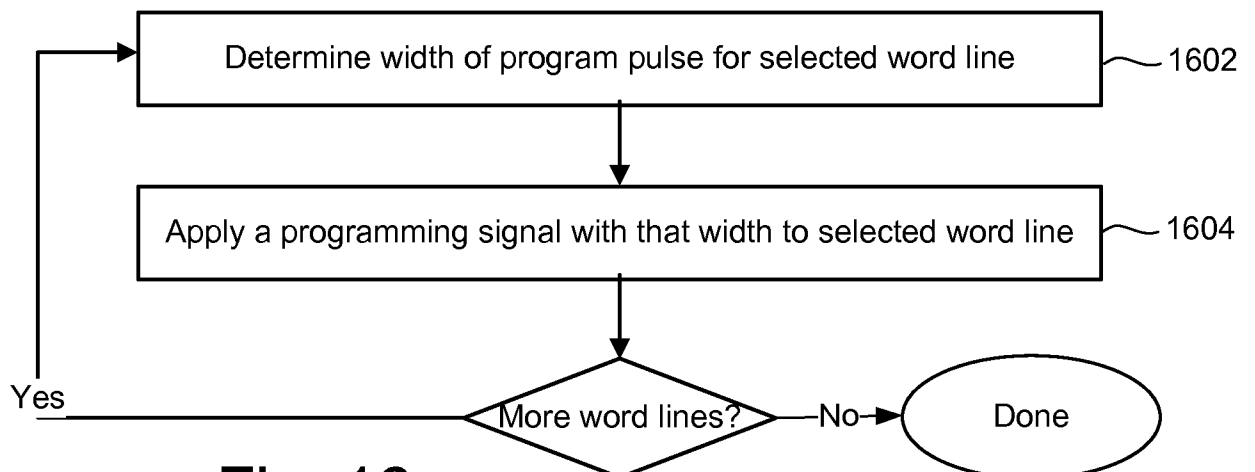 Determine width of program pulse for selected word line
1602
Apply a programming signal with that width to selected word line
1604
Yes
More word lines?
No
Done